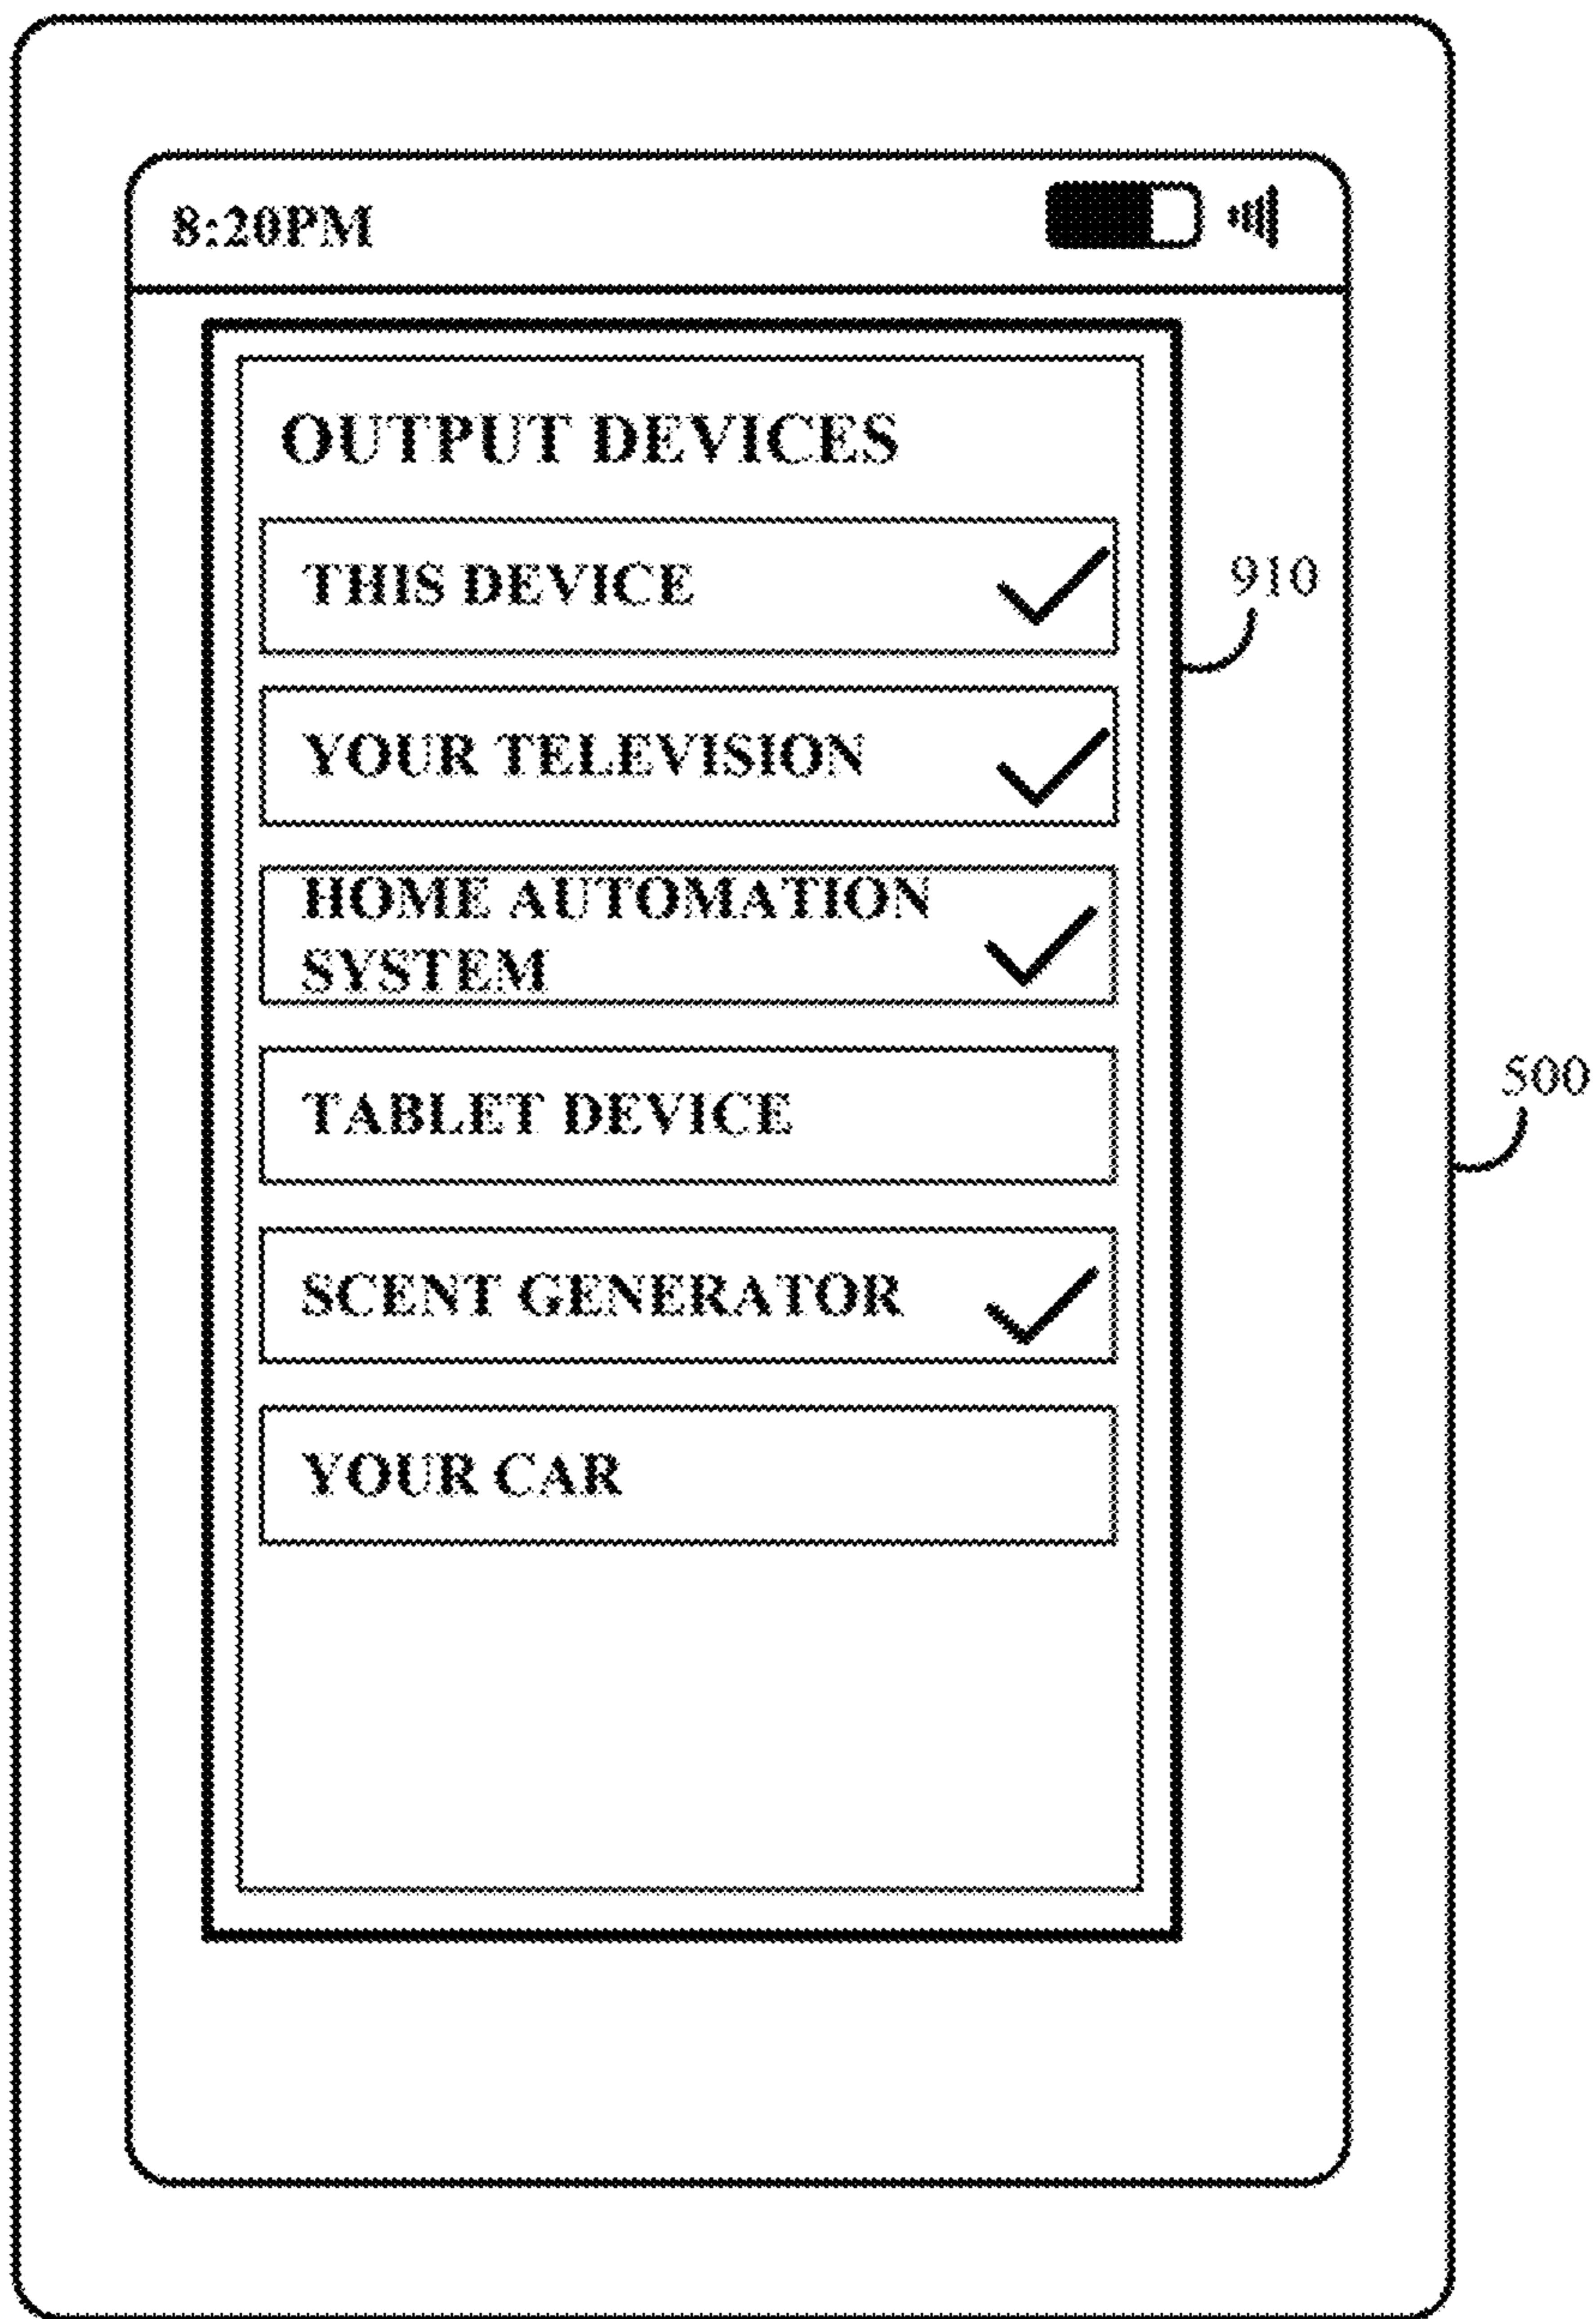 8:20PM
OUTPUT DEVICES
THIS DEVICE
910
YOUR TELEVISION
HOME AUTOMATION
SYSTEM
500
TABLET DEVICE
SCENT GENERATOR
YOUR CAR